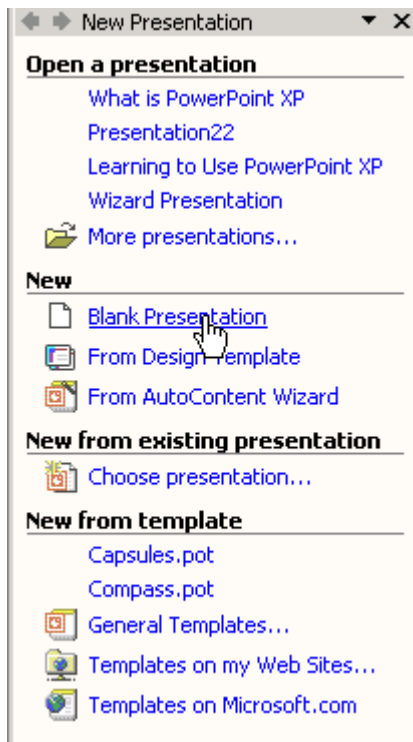 New Presentation
Open a presentation
What is PowerPoint XP
Presentation22
Learning to Use PowerPoint XP
Wizard Presentation
More presentations...
New
Blank Presentation
From Design Template
From AutoContent Wizard
New from existing presentation
Choose presentation...
New from template
Capsules.pot
Compass.pot
General Templates...
Templates on my Web Sites...
Templates on Microsoft.com